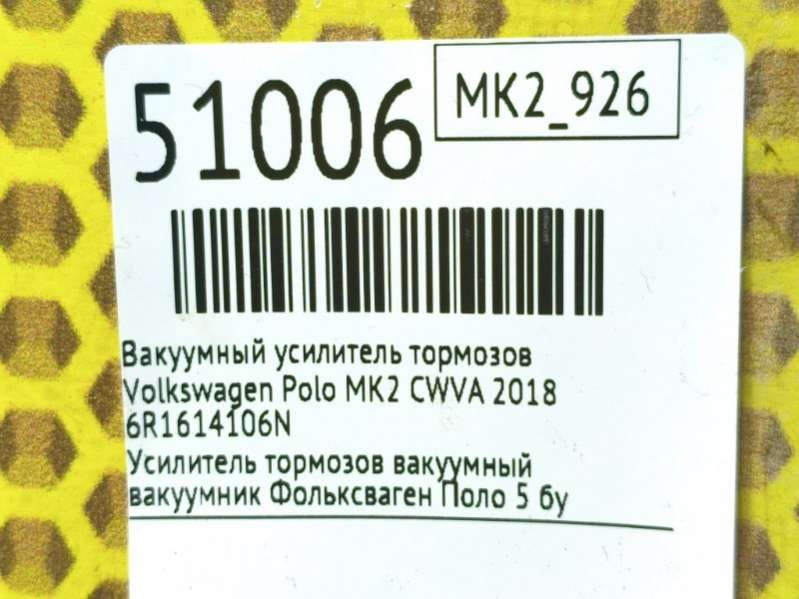 51006
MK2_926
Вакуумный усилитель тормозов
Volkswagen Polo MK2 CWVA 2018
6R1614106N
Усилитель тормозов вакуумный
вакуумник Фольксваген Поло 5 бу